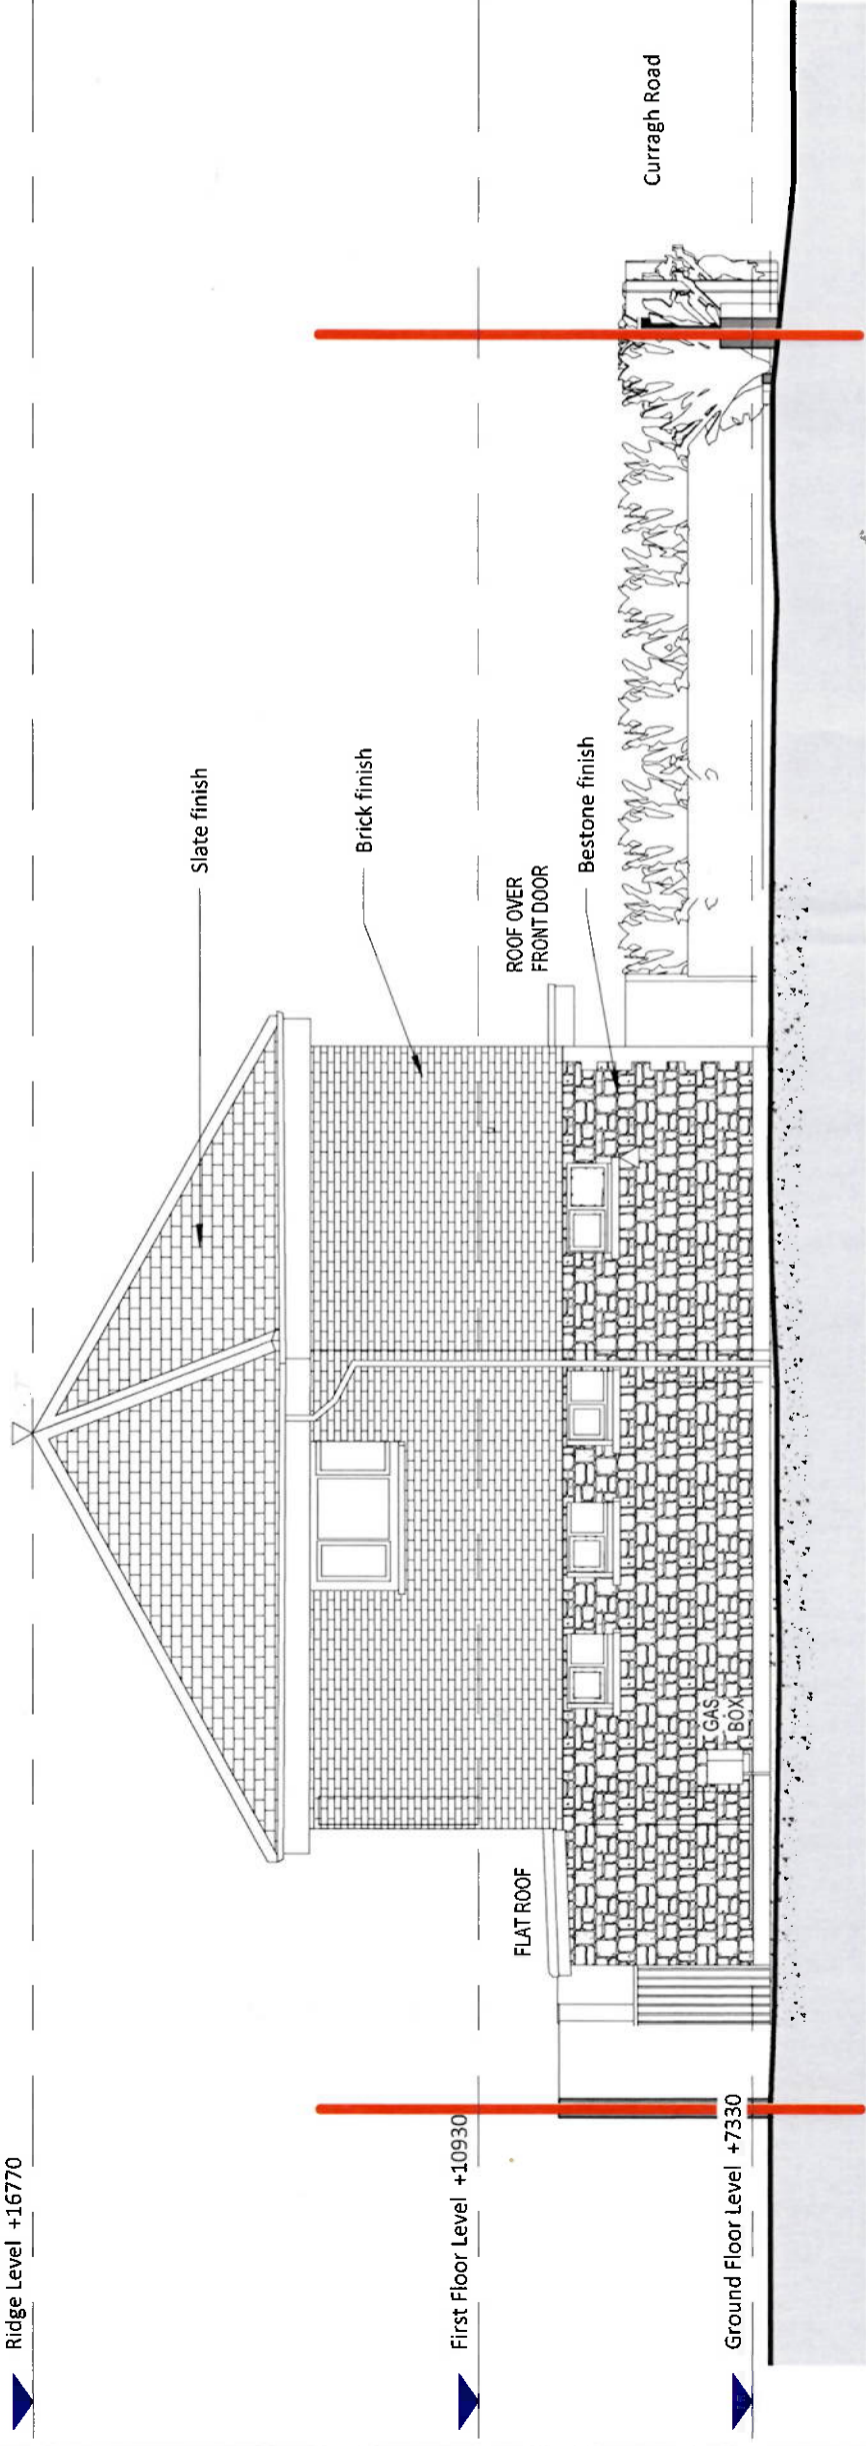 Ridge Level +16770
Slate finish
Brick finish
First Floor Level +10930
FLAT ROOF
ROOF OVER
FRONT DOOR
Bestone finish
Curragh Road
GAS
BOX
Ground Floor Level +7330